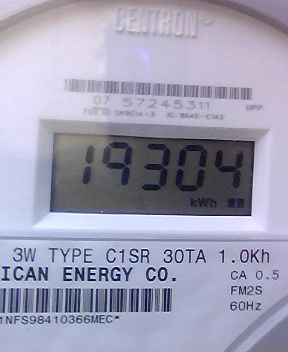 CENTRON®
07 57245311
19304
kWh
3W TYPE C1SR 30TA 1.0Kh
ICAN ENERGY CO.
CA 0.5
FM2S
60Hz
1NFS98410366MEC*